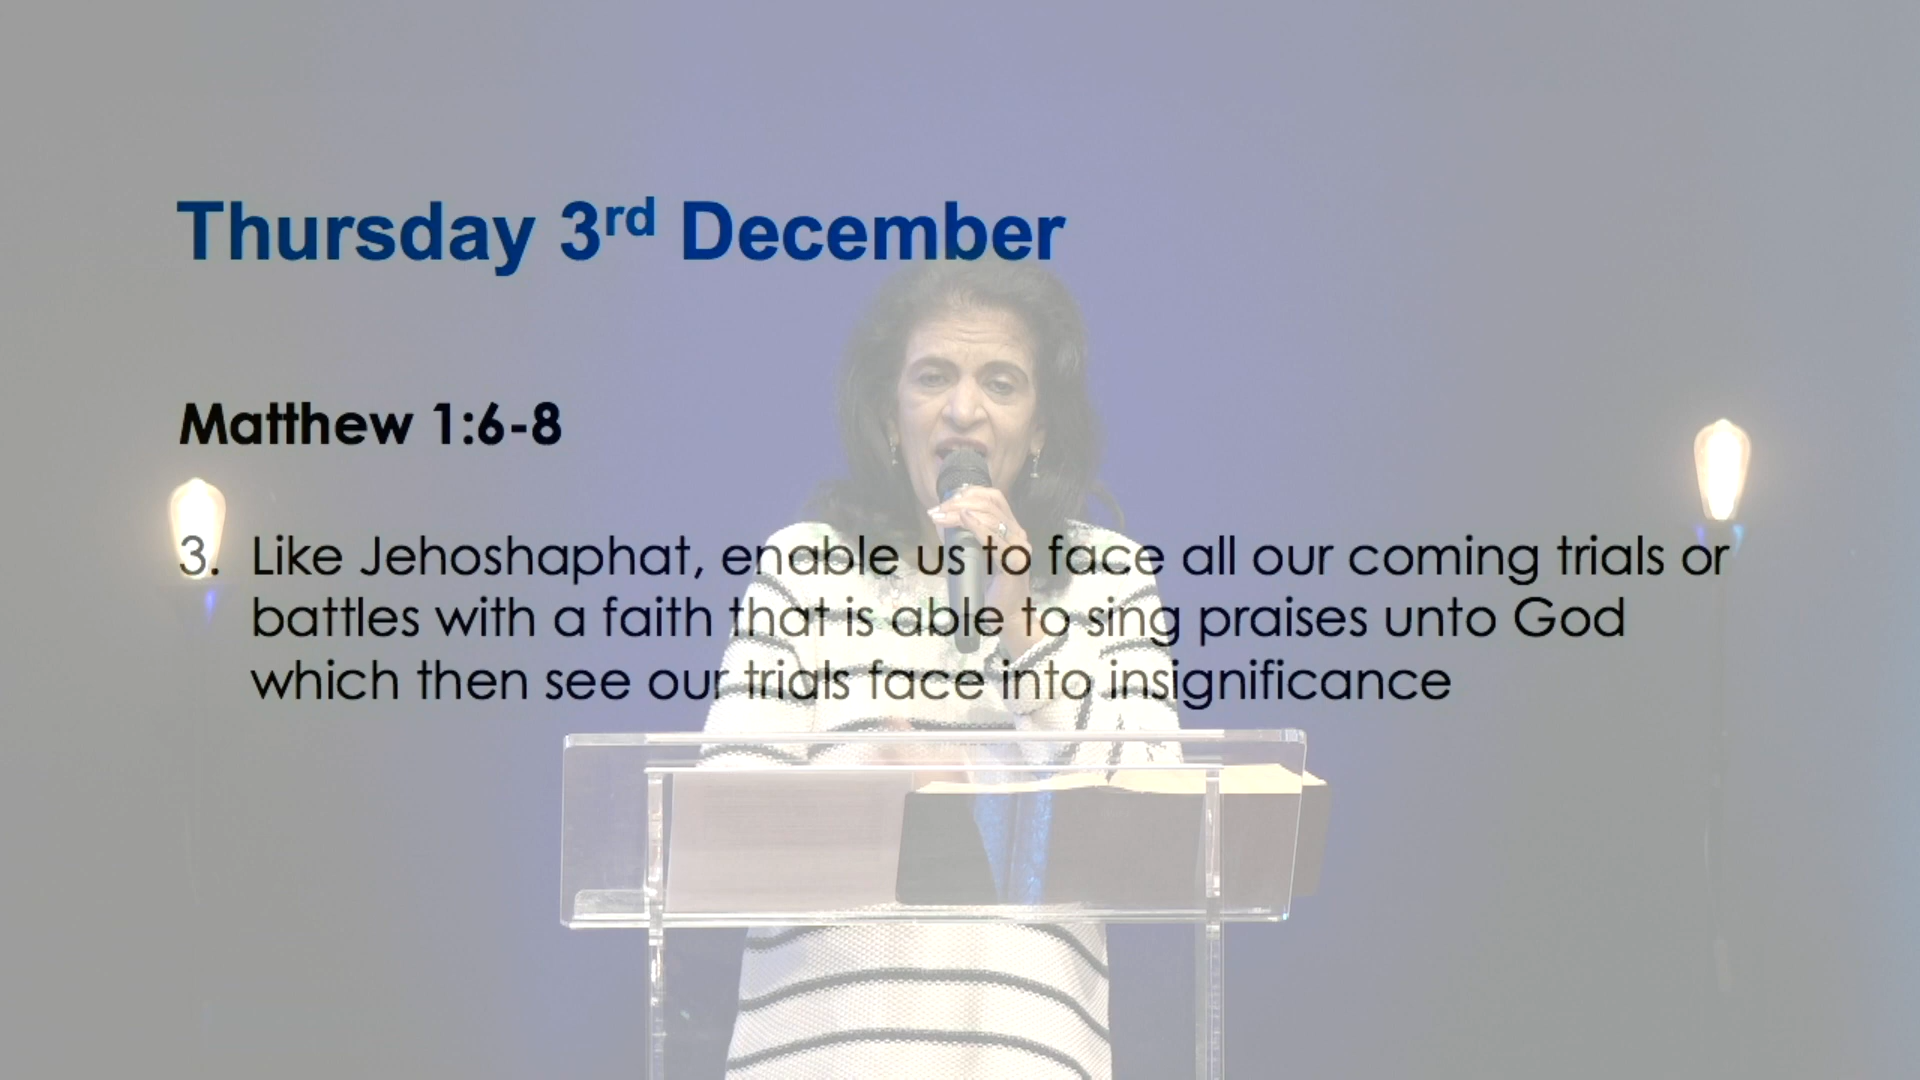 Thursday 3rd December
Matthew 1:6-8
3. Like Jehoshaphat, enable us to face all our coming trials or
battles with a faith that is able to sing praises unto God
which then see our trials face into insignificance